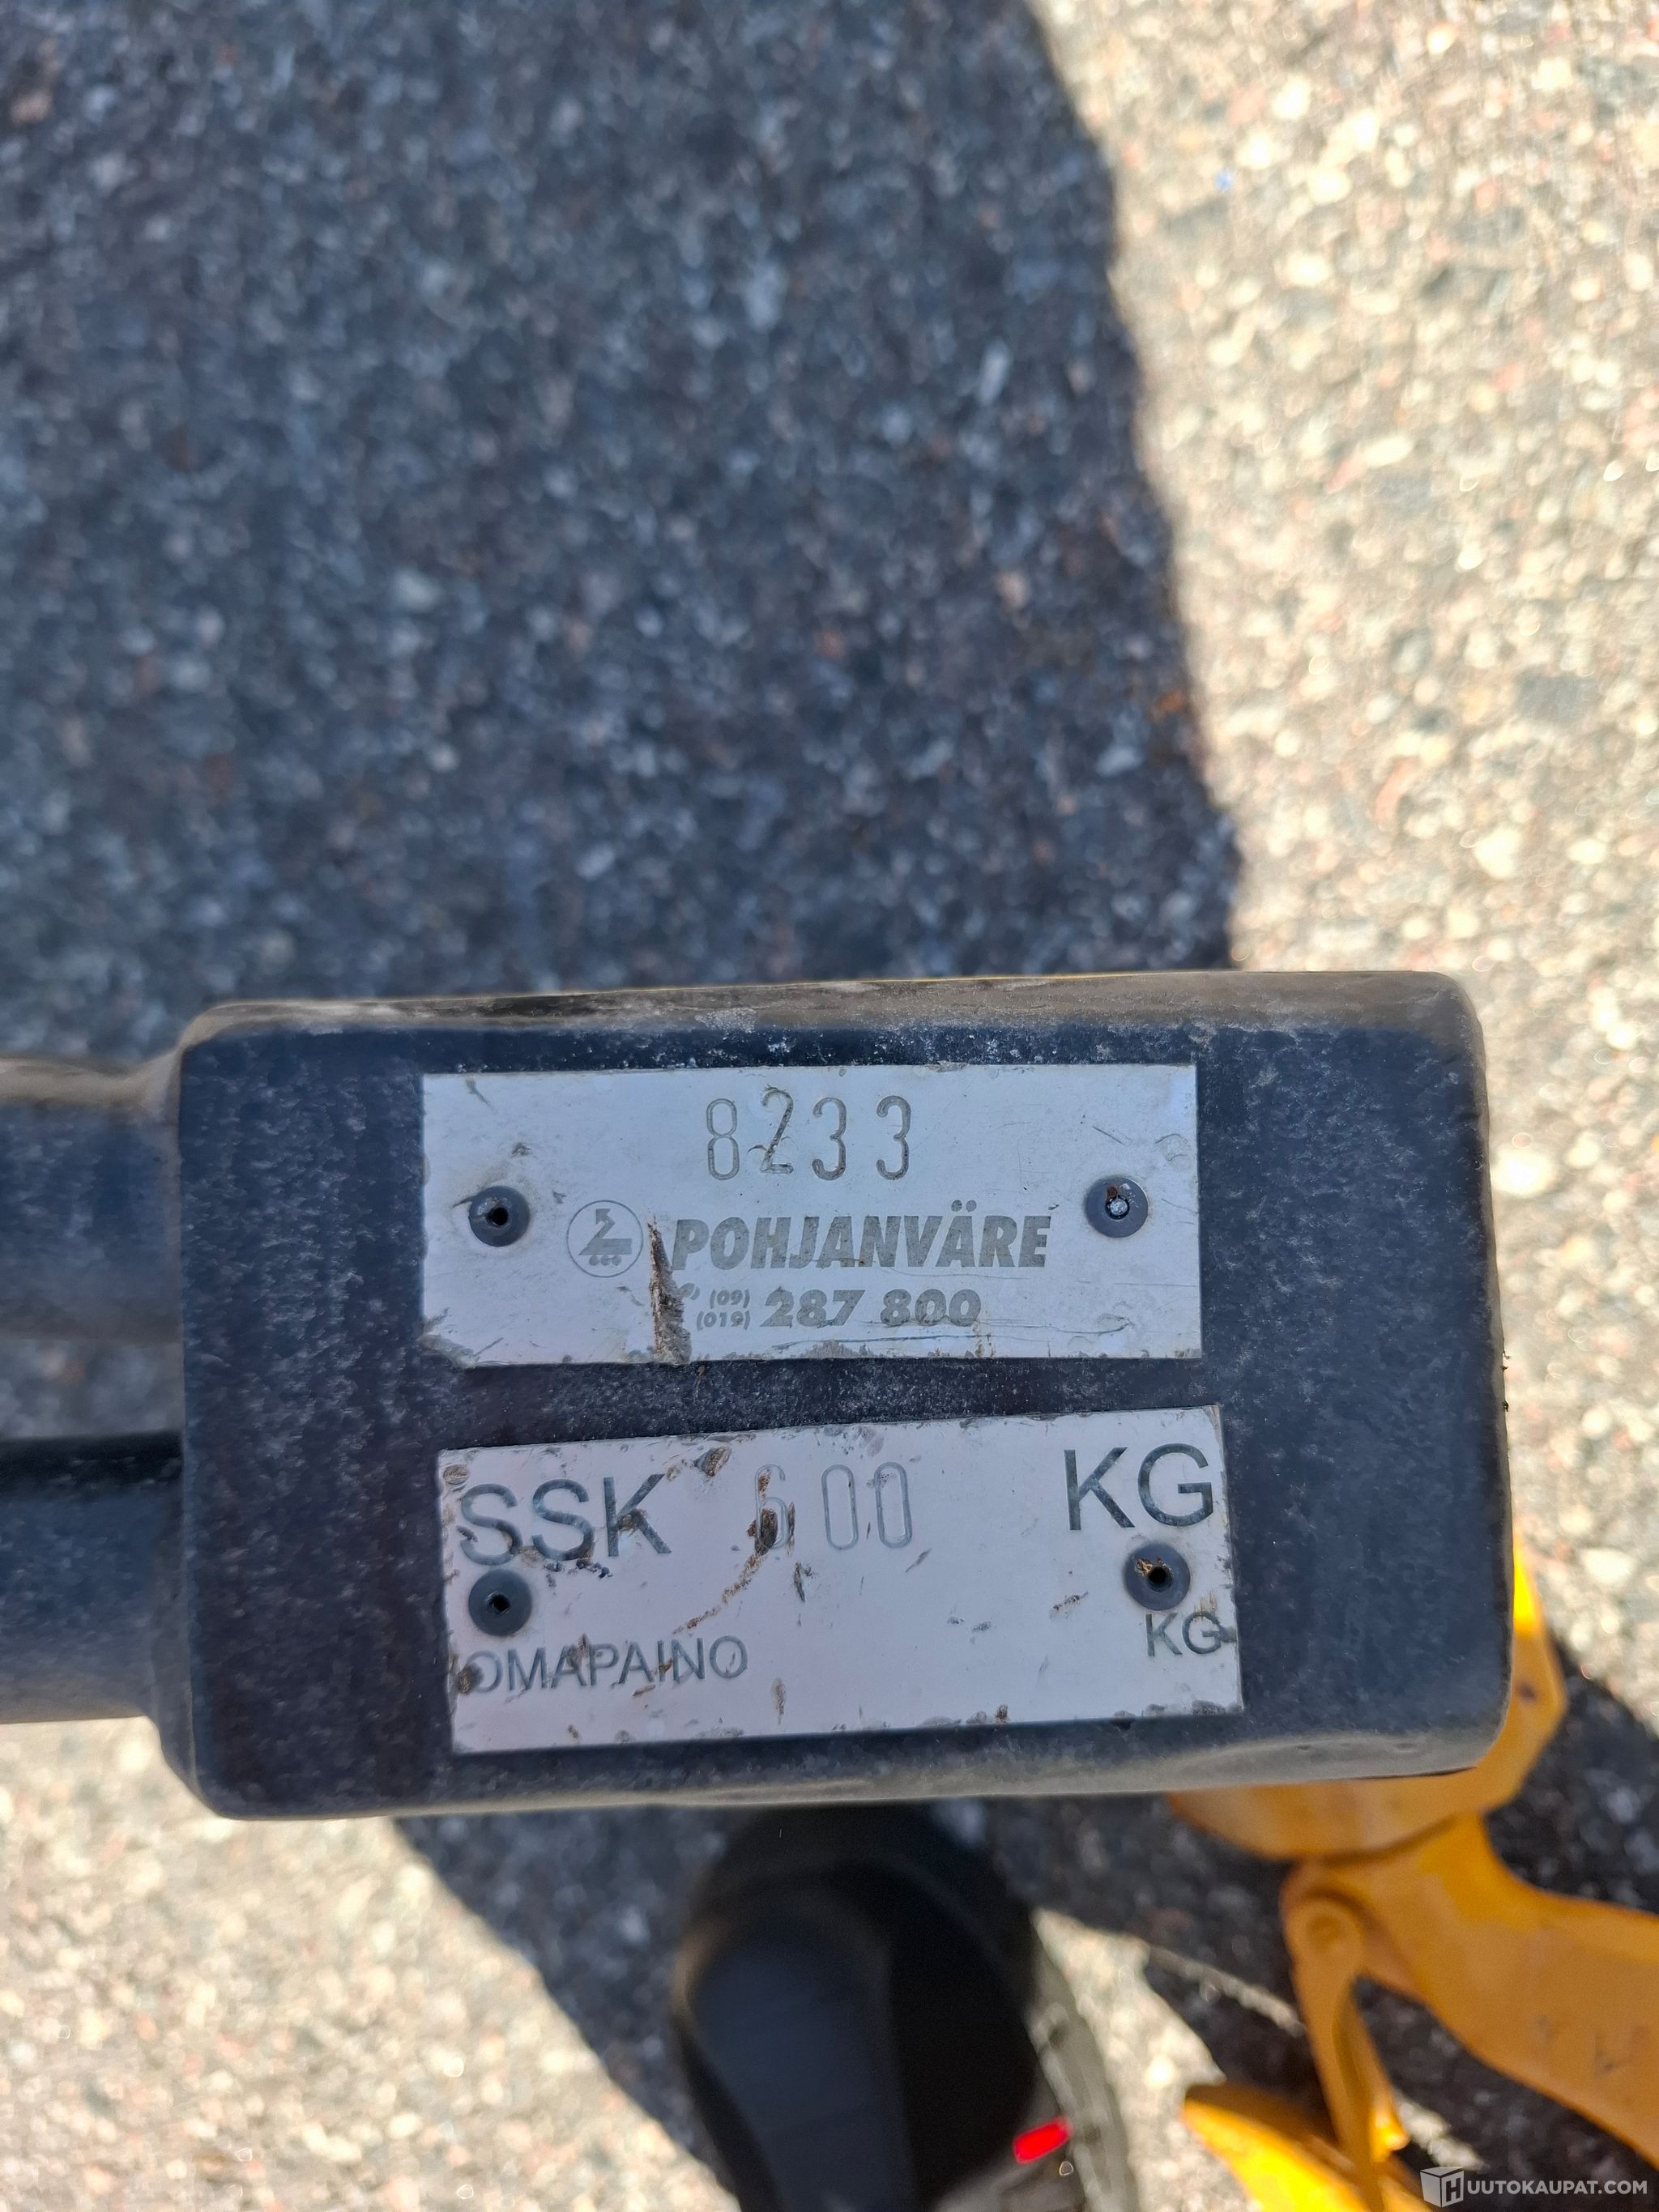 8233
POHJANVÄRE
(09)
(019) 287 800
SSK 600 KG
OMAPAINO KG
HUUTOKAUPAT.COM